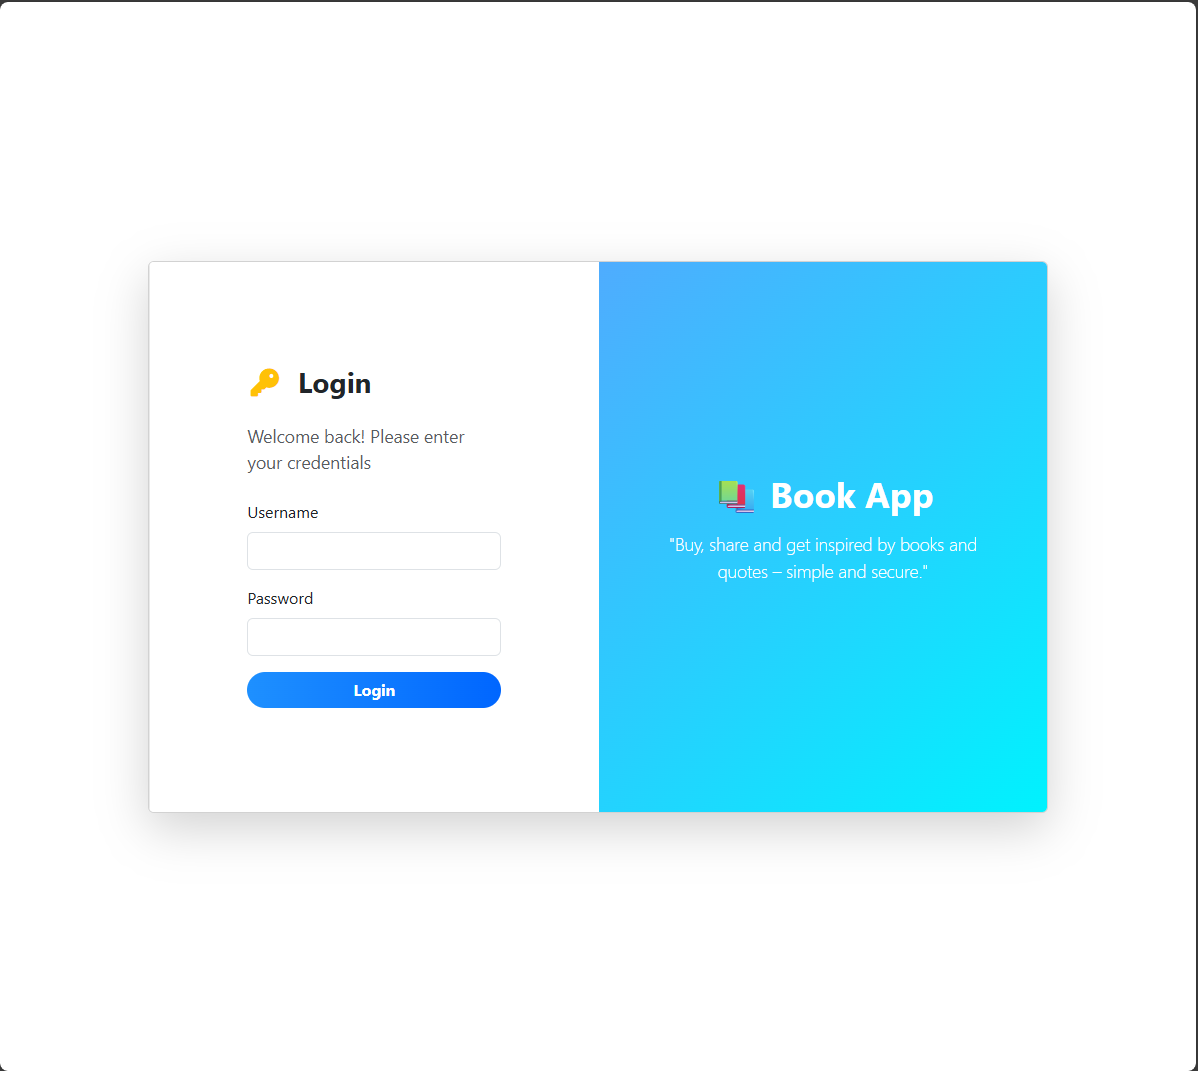 Login
Welcome back! Please enter
your credentials
Username
Password
Login
Book App
"Buy, share and get inspired by books and
quotes – simple and secure."